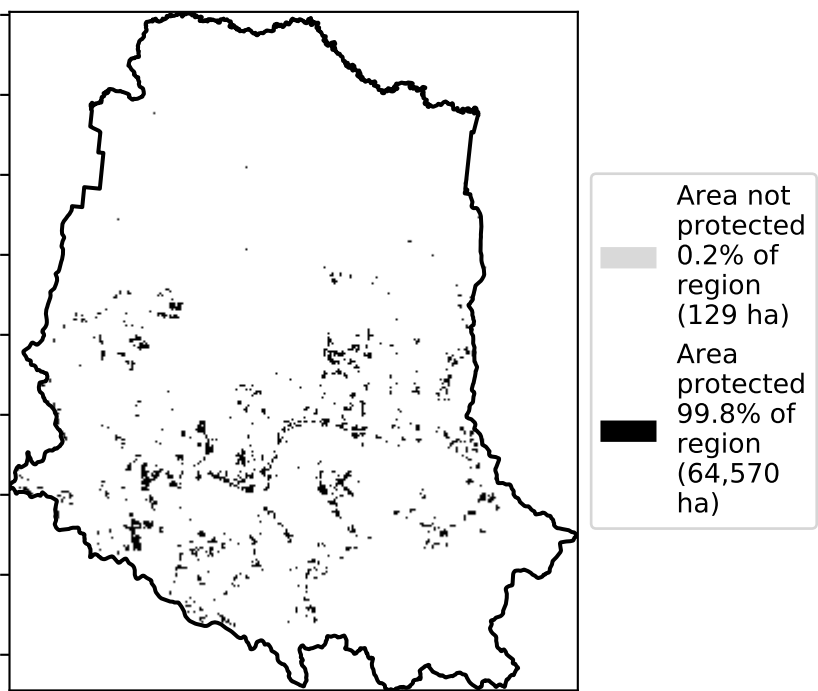 Area not
protected
0.2% of
region
(129 ha)
Area
protected
99.8% of
region
(64,570
ha)